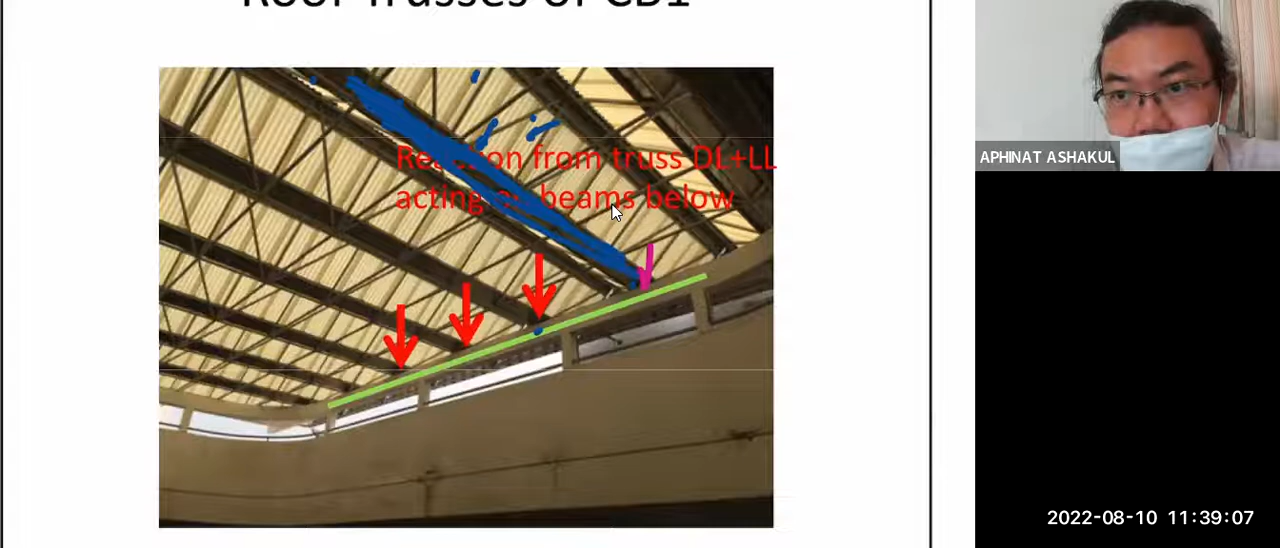 Roof Trusses of CB1
Reaction from truss DL+LL
acting on beams below
APHINAT ASHAKUL
2022-08-10 11:39:07